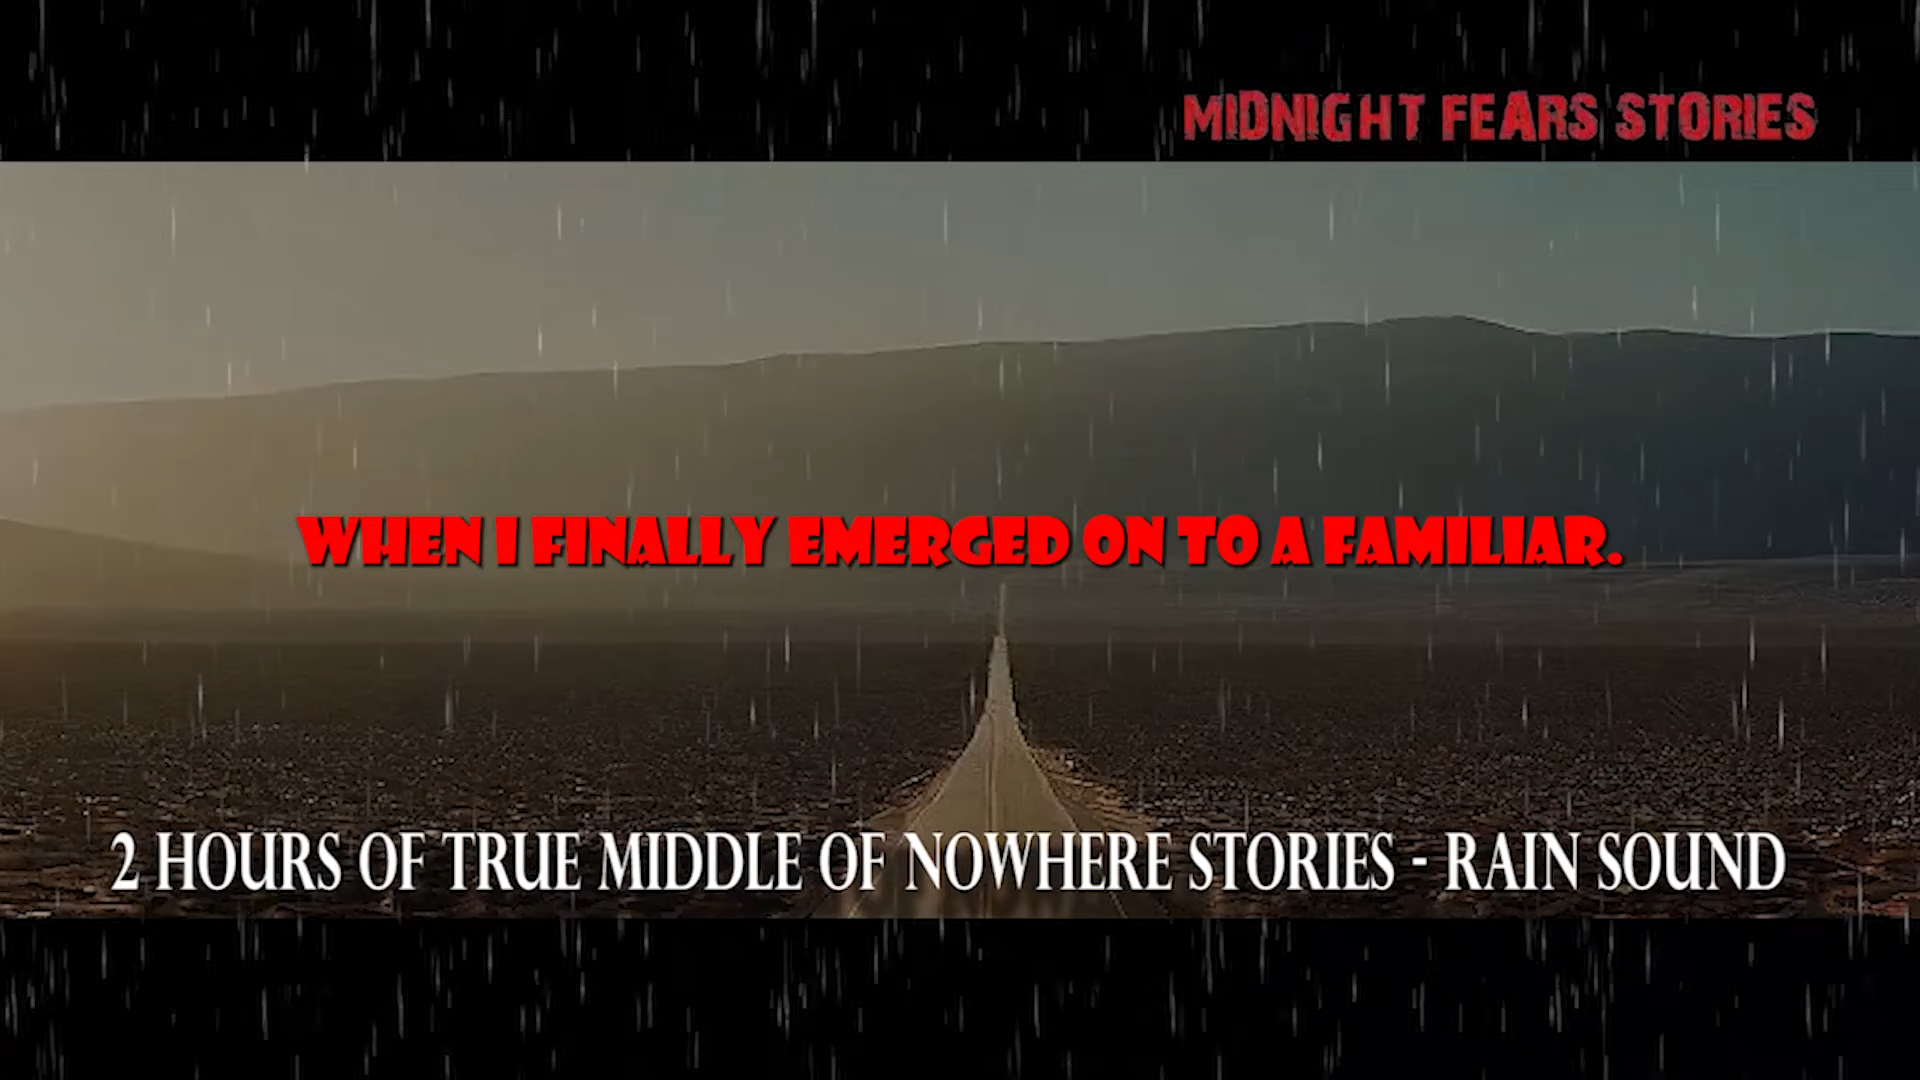 MIDNIGHT FEARS STORIES
WHEN I FINALLY EMERGED ON TO A FAMILIAR.
2 HOURS OF TRUE MIDDLE OF NOWHERE STORIES - RAIN SOUND